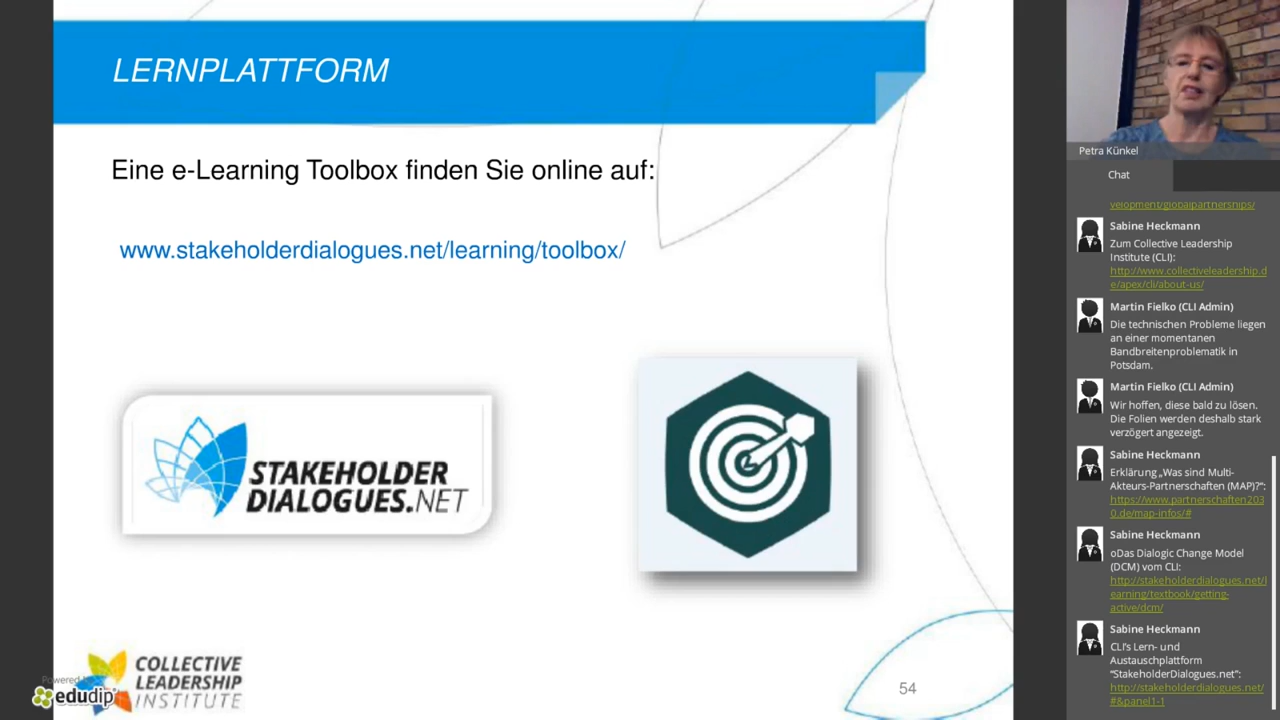 LERNPLATTFORM
Eine e-Learning Toolbox finden Sie online auf:
www.stakeholderdialogues.net/learning/toolbox/
STAKEHOLDER
DIALOGUES.NET
COLLECTIVE
LEADERSHIP
INSTITUTE
Powered by
edudip
54
Petra Künkel
Chat
velopment/globalpartnerships/
Sabine Heckmann
Zum Collective Leadership
Institute (CLI):
http://www.collectiveleadership.d
e/apex/cli/about-us/
Martin Fielko (CLI Admin)
Die technischen Probleme liegen
an einer momentanen
Bandbreitenproblematik in
Potsdam.
Martin Fielko (CLI Admin)
Wir hoffen, diese bald zu lösen.
Die Folien werden deshalb stark
verzögert angezeigt.
Sabine Heckmann
Erklärung „Was sind Multi-
Akteurs-Partnerschaften (MAP)?“:
https://www.partnerschaften203
0.de/map-infos/#
Sabine Heckmann
oDas Dialogic Change Model
(DCM) vom CLI:
http://stakeholderdialogues.net/l
earning/textbook/getting-
active/dcm/
Sabine Heckmann
CLI’s Lern- und
Austauschplattform
“StakeholderDialogues.net”:
http://stakeholderdialogues.net/
#&panel1-1